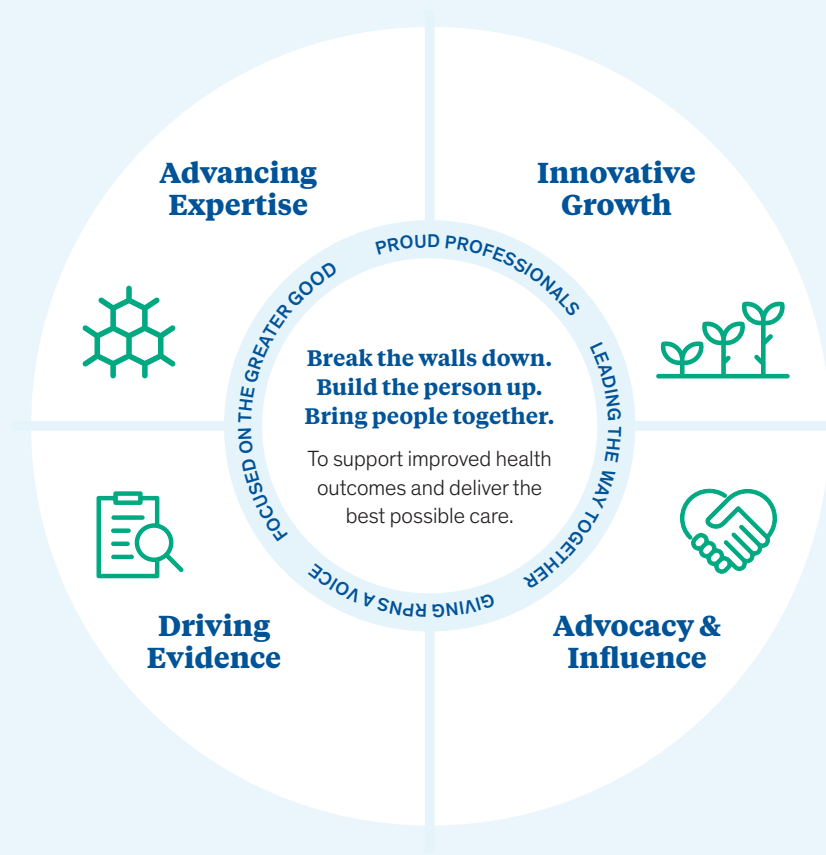 Advancing
Expertise
Innovative
Growth
PROUD PROFESSIONALS
LEADING THE WAY TOGETHER
GIVING RPNS A VOICE
FOCUSED ON THE GREATER GOOD
Break the walls down.
Build the person up.
Bring people together.
To support improved health
outcomes and deliver the
best possible care.
Driving
Evidence
Advocacy &
Influence